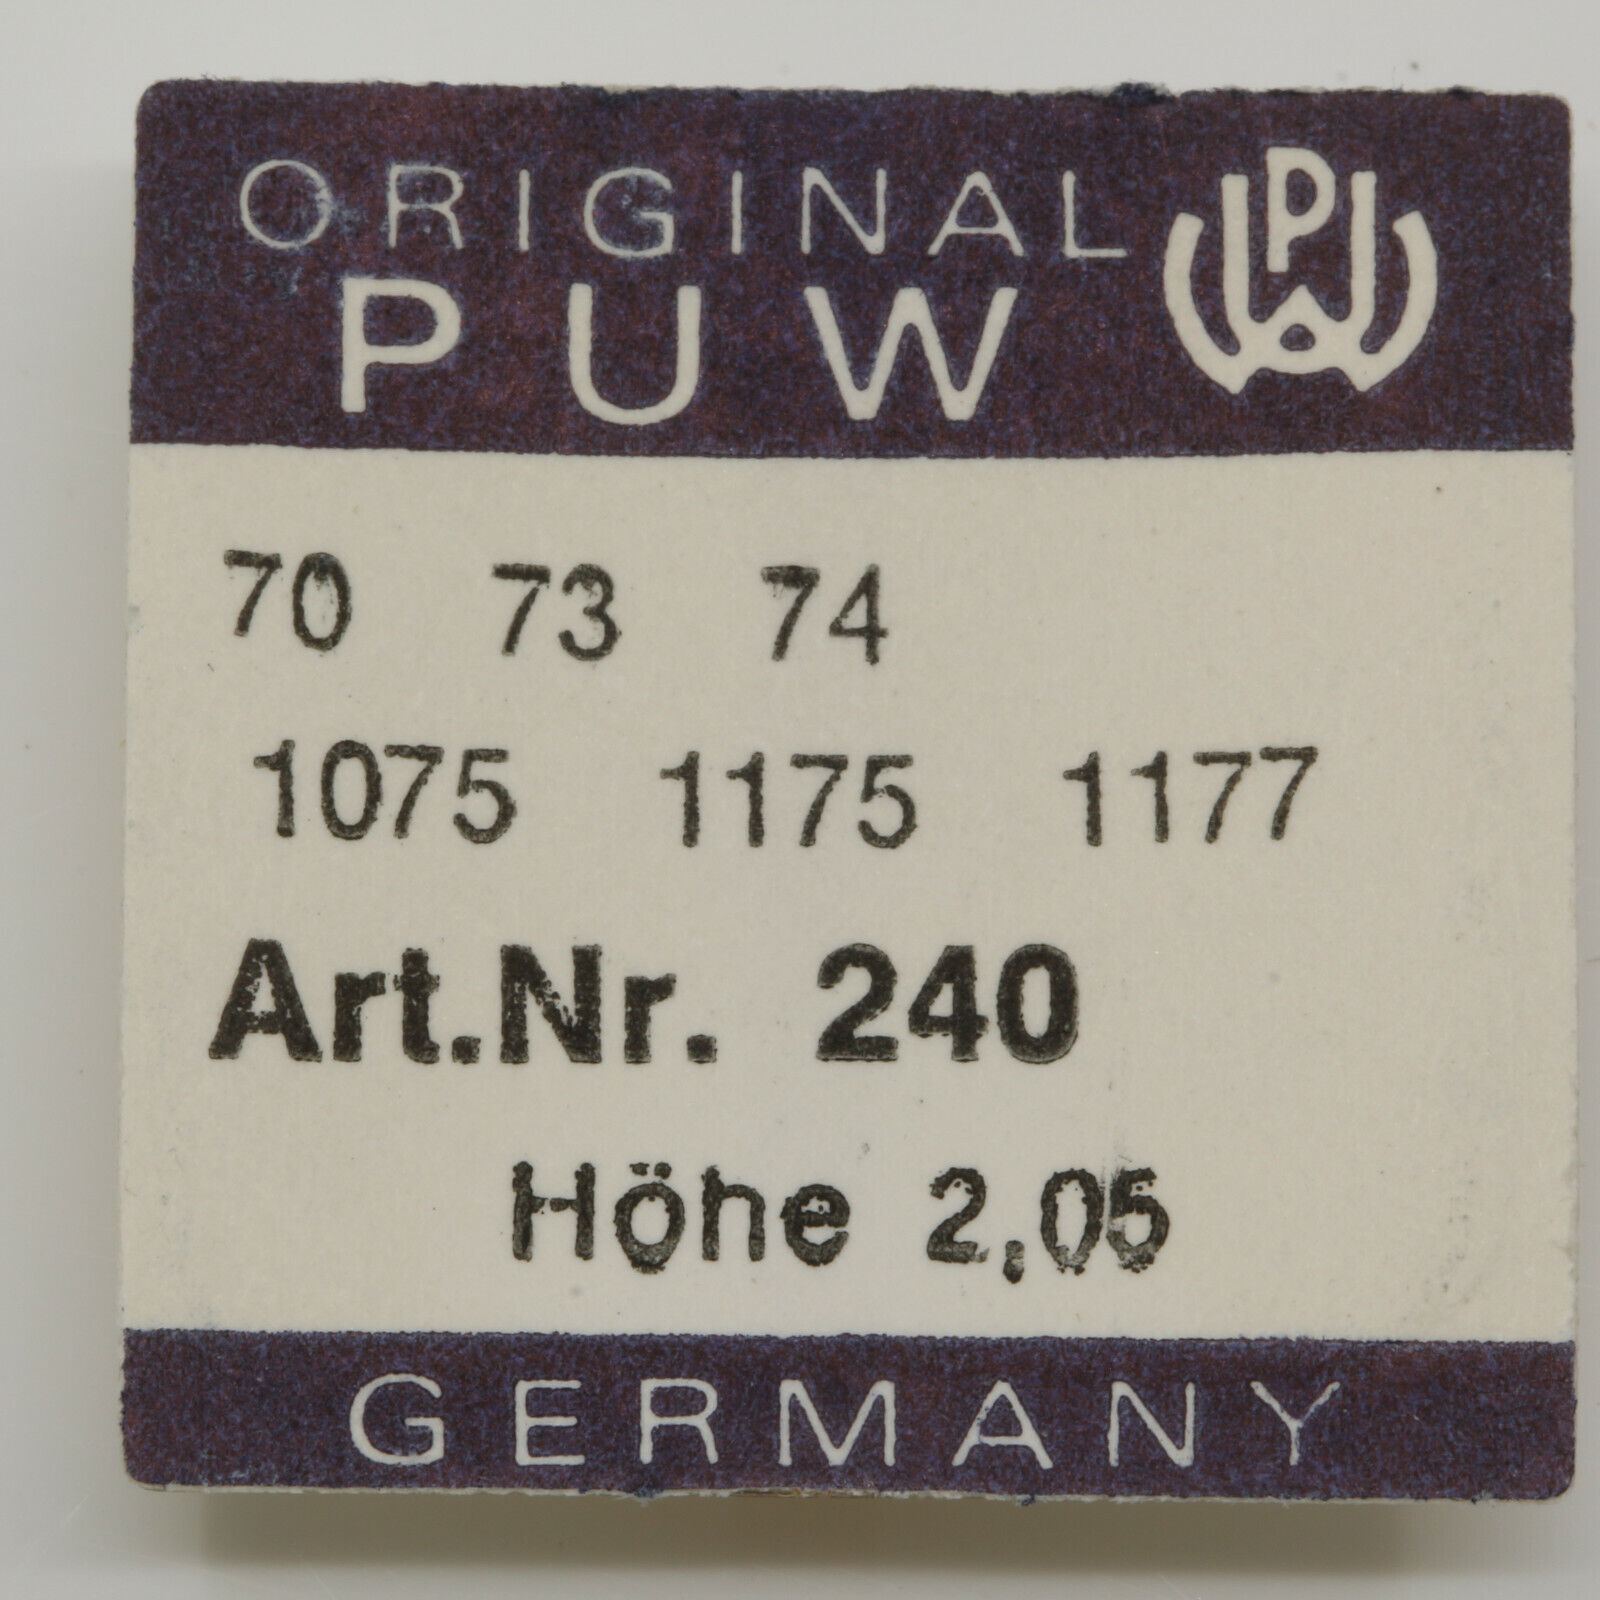 ORIGINAL
PUW
70 73 74
1075 1175 1177
Art.Nr. 240
Höhe 2,05
GERMANY